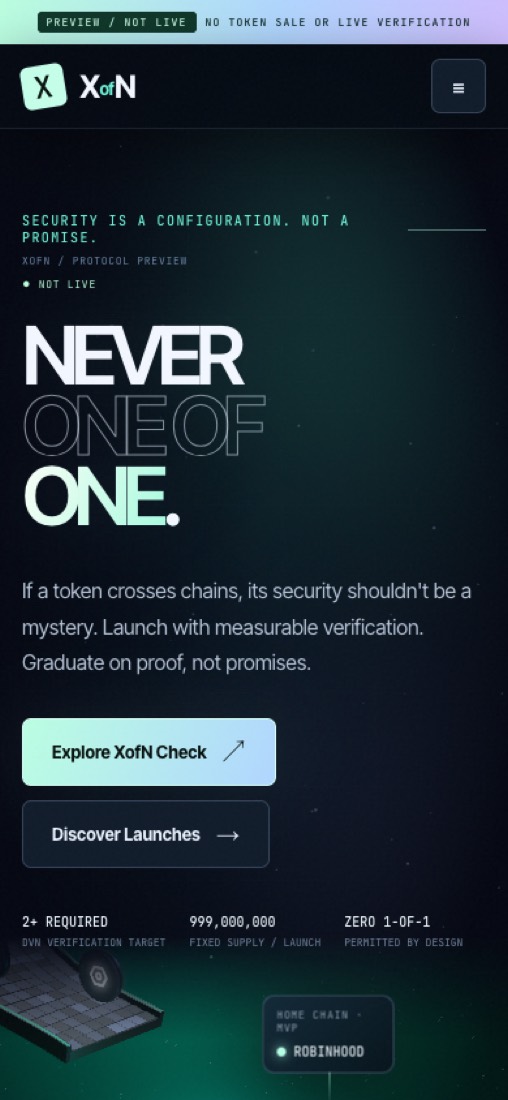 PREVIEW / NOT LIVE NO TOKEN SALE OR LIVE VERIFICATION
X XofN
SECURITY IS A CONFIGURATION. NOT A
PROMISE.
XOFN / PROTOCOL PREVIEW
NOT LIVE
NEVER
ONE OF
ONE.
If a token crosses chains, its security shouldn't be a
mystery. Launch with measurable verification.
Graduate on proof, not promises.
Explore XofN Check ↗
Discover Launches →
2+ REQUIRED 999,000,000 ZERO 1-OF-1
DVN VERIFICATION TARGET FIXED SUPPLY / LAUNCH PERMITTED BY DESIGN
HOME CHAIN ·
MVP
ROBINHOOD